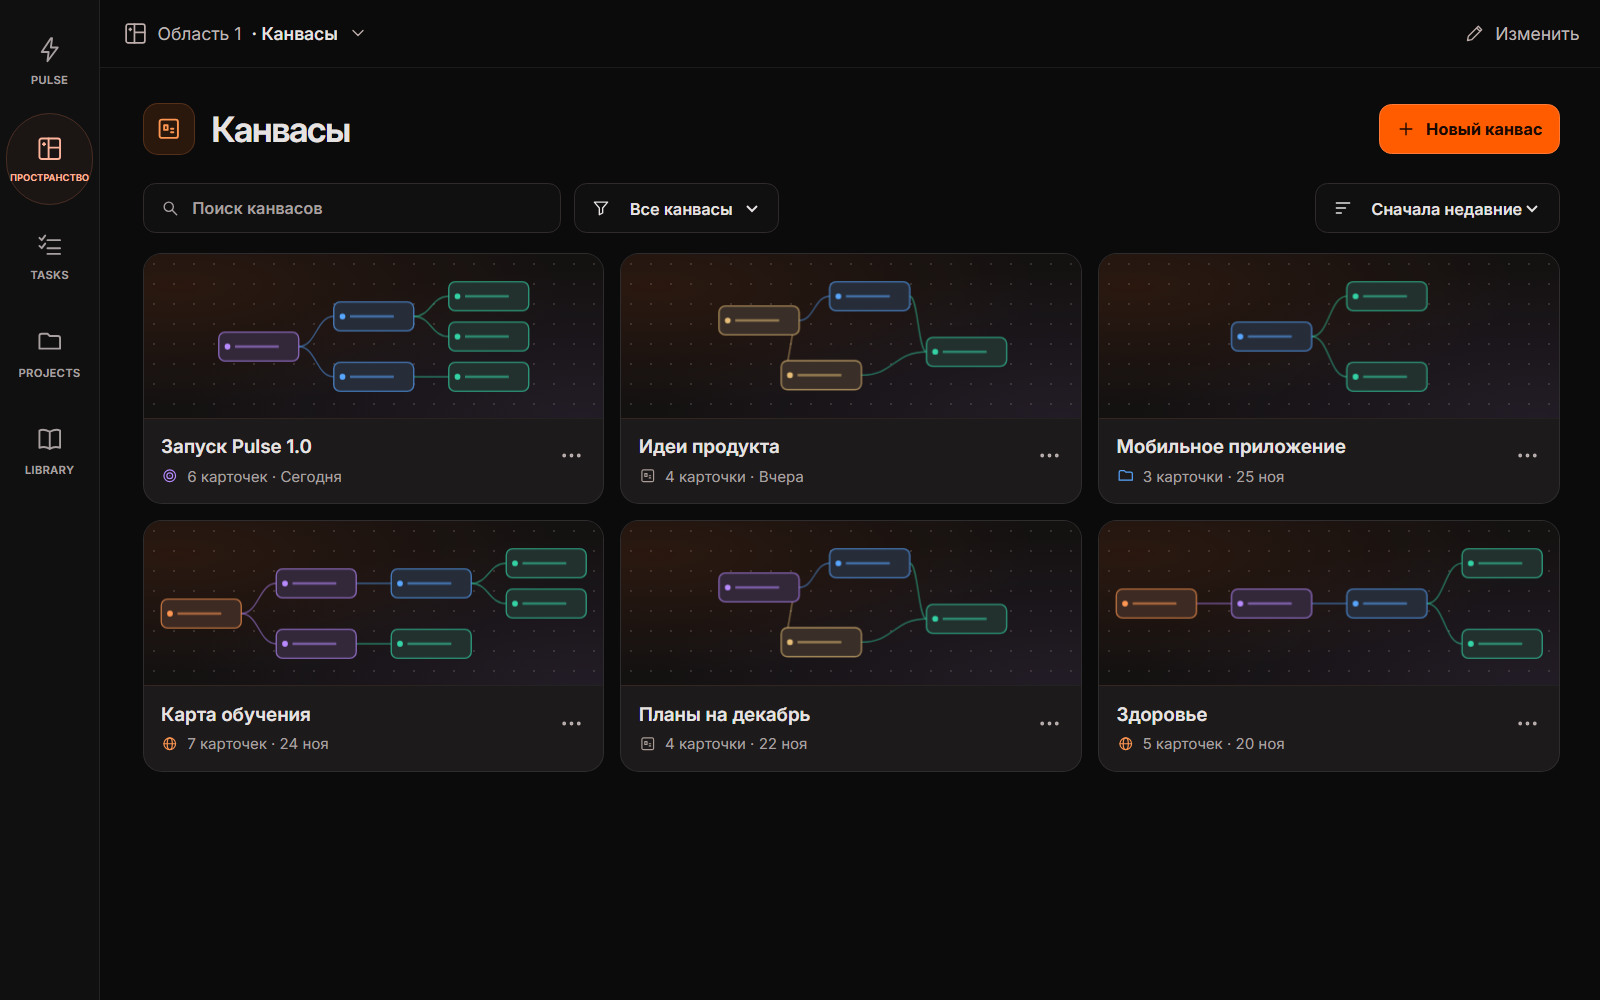 Область 1 · Канвасы
Изменить
PULSE
ПРОСТРАНСТВО
TASKS
PROJECTS
LIBRARY
Канвасы
Новый канвас
Поиск канвасов
Все канвасы
Сначала недавние
Запуск Pulse 1.0
6 карточек · Сегодня
Идеи продукта
4 карточки · Вчера
Мобильное приложение
3 карточки · 25 ноя
Карта обучения
7 карточек · 24 ноя
Планы на декабрь
4 карточки · 22 ноя
Здоровье
5 карточек · 20 ноя